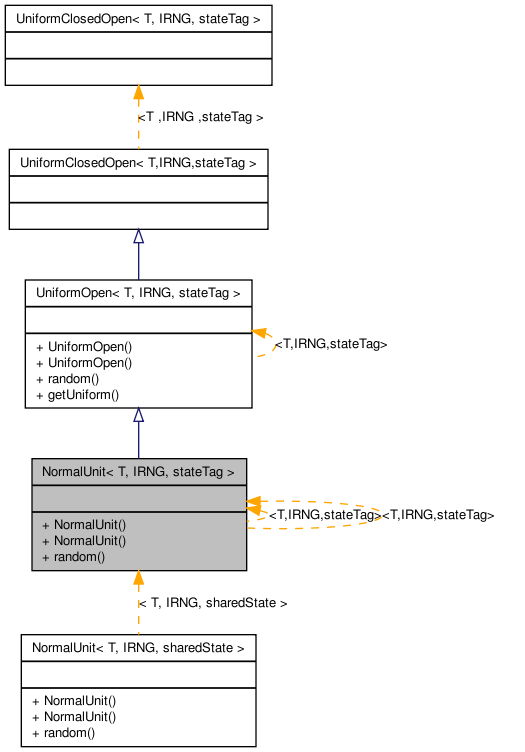 UniformClosedOpen< T, IRNG, stateTag >
<T ,IRNG ,stateTag >
UniformClosedOpen< T,IRNG,stateTag >
UniformOpen< T, IRNG, stateTag >
+ UniformOpen()
+ UniformOpen()
+ random()
+ getUniform()
<T,IRNG,stateTag>
NormalUnit< T, IRNG, stateTag >
+ NormalUnit()
+ NormalUnit()
+ random()
<T,IRNG,stateTag>
<T,IRNG,stateTag>
< T, IRNG, sharedState >
NormalUnit< T, IRNG, sharedState >
+ NormalUnit()
+ NormalUnit()
+ random()